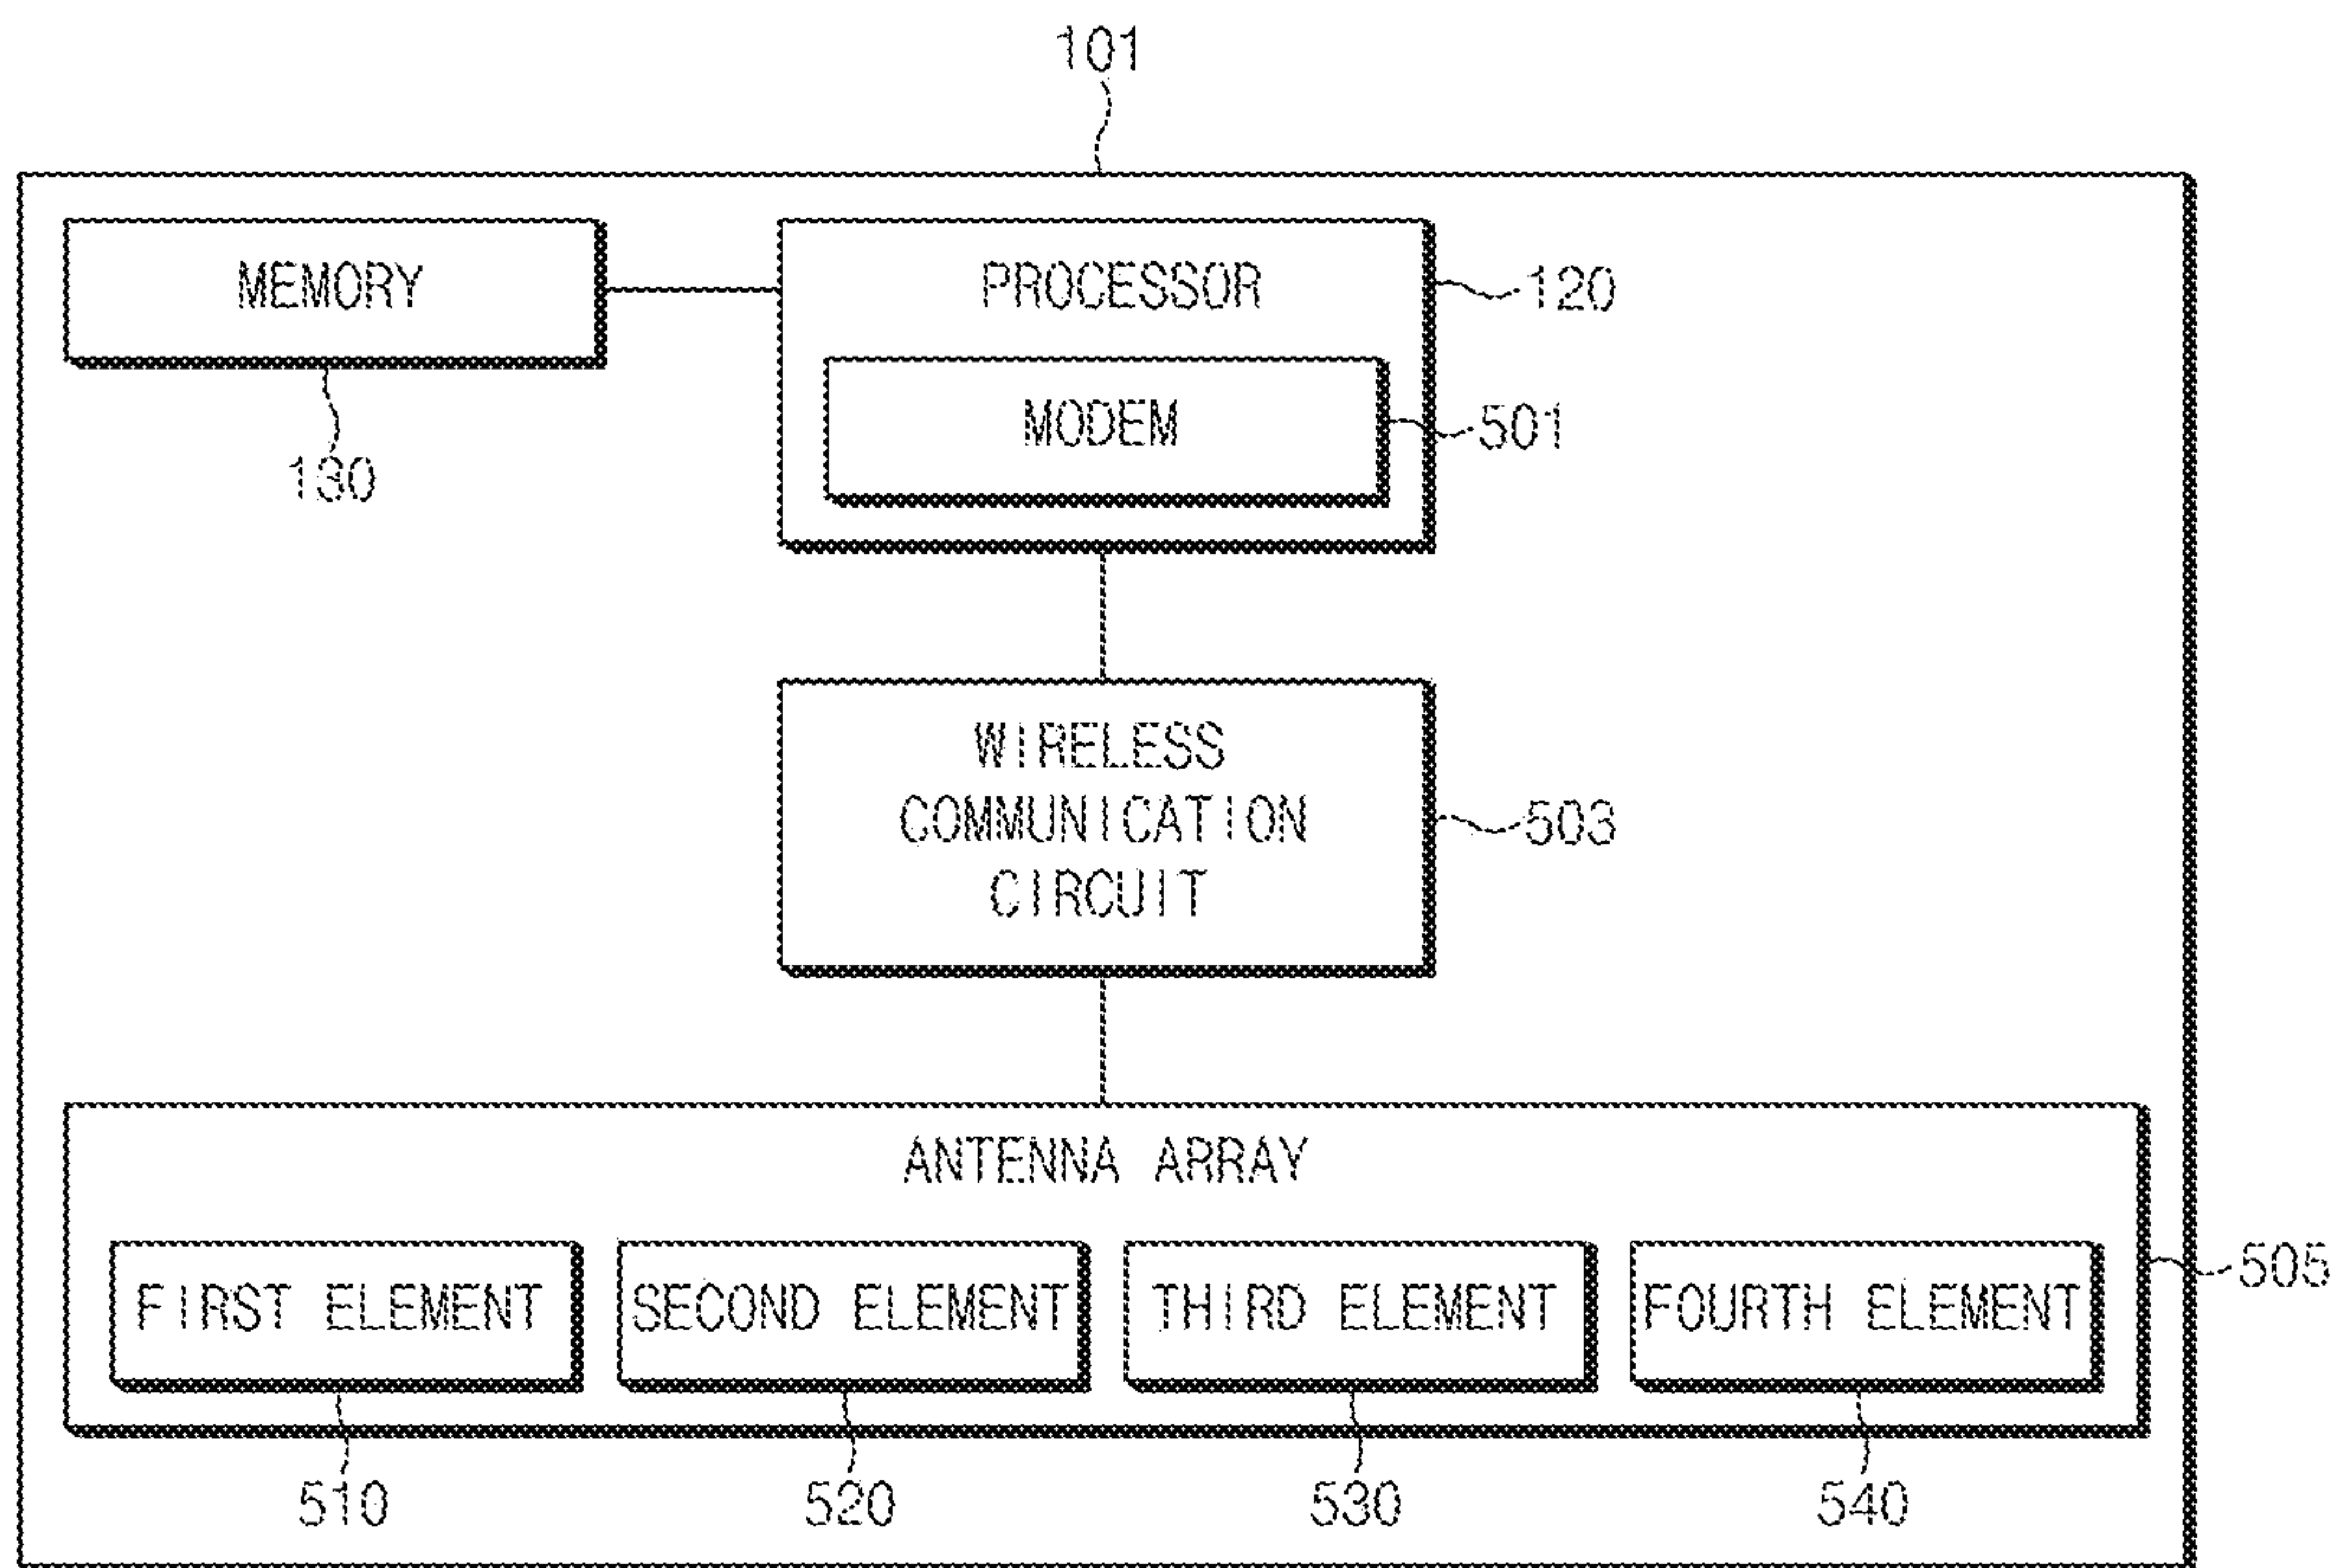 101
MEMORY
PROCESSOR
120
MODEM
501
130
WIRELESS
COMMUNICATION
CIRCUIT
503
ANTENNA ARRAY
505
FIRST ELEMENT
SECOND ELEMENT
THIRD ELEMENT
FOURTH ELEMENT
510
520
530
540